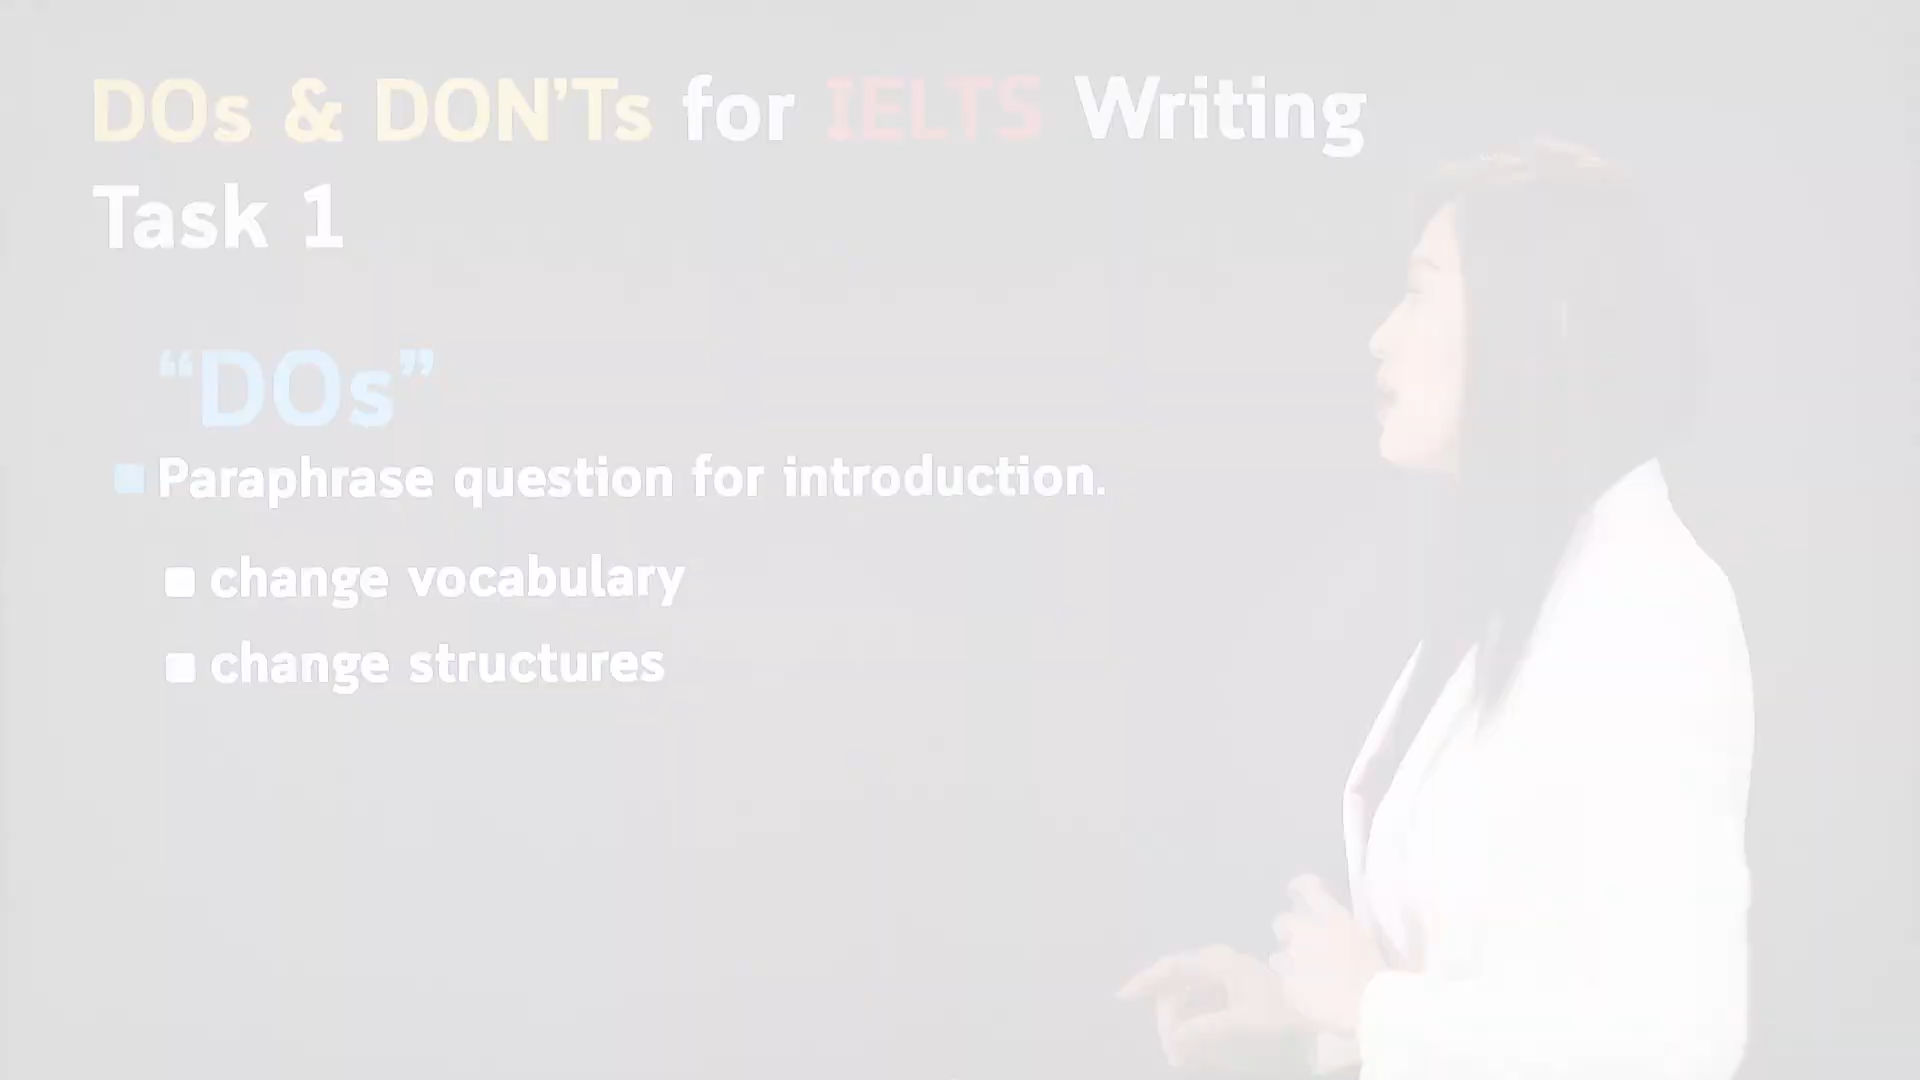 DOs & DON'Ts for IELTS Writing
Task 1
“DOs”
Paraphrase question for introduction.
change vocabulary
change structures